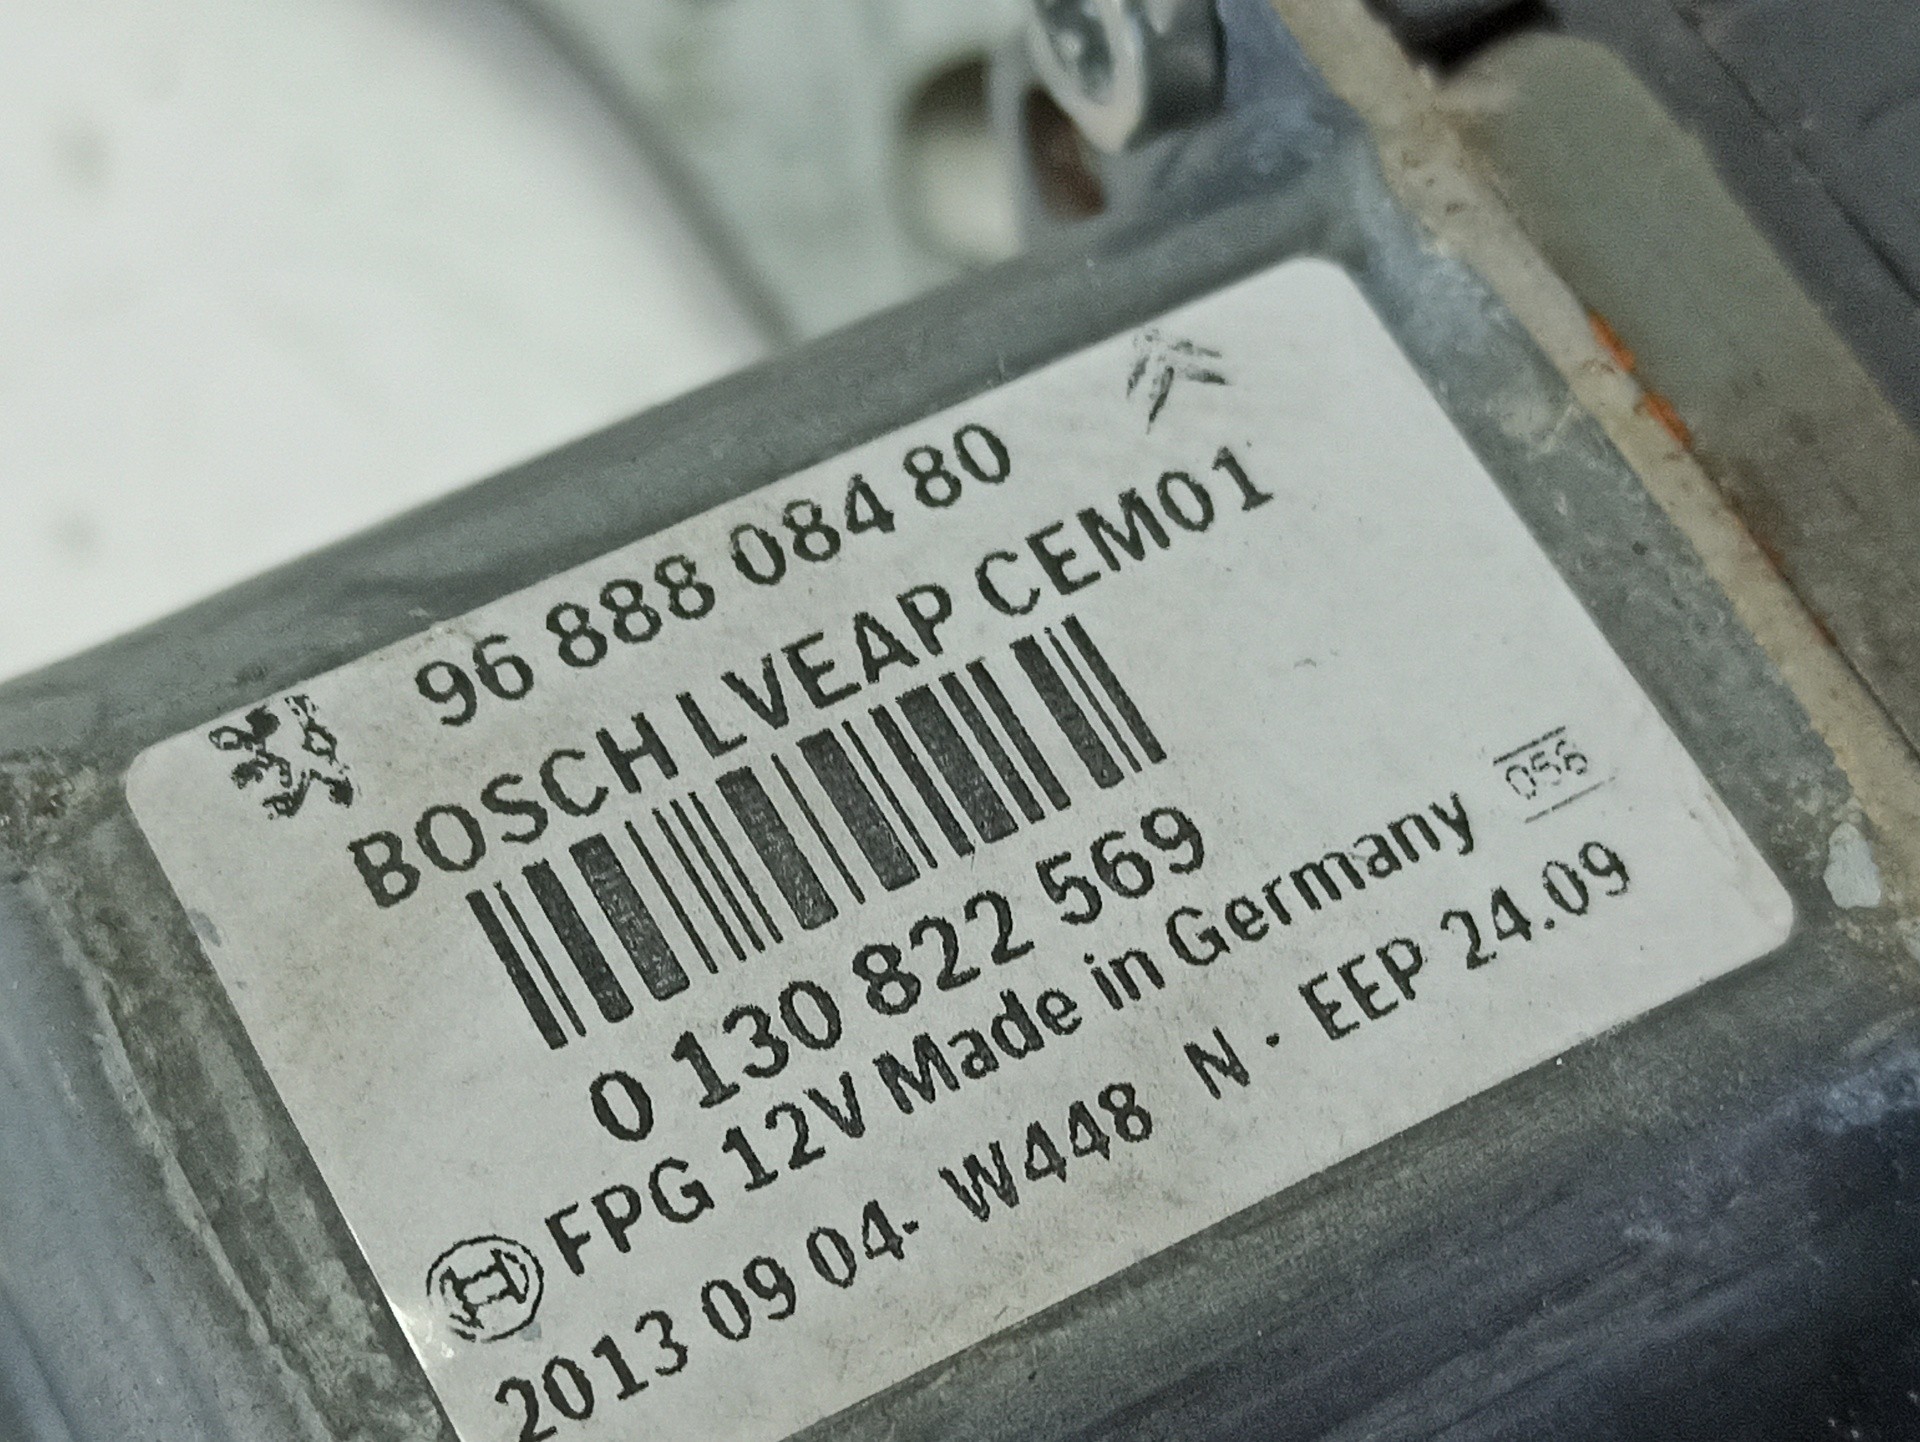 96 888 084 80
BOSCH LVEAP CEM01
0 130 822 569
FPG 12V Made in Germany
056
2013 09 04- W448 N · EEP 24.09